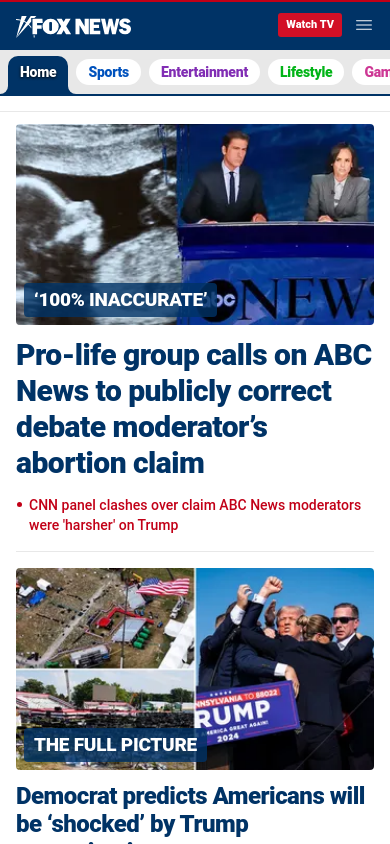 FOX NEWS
Watch TV
Home
Sports
Entertainment
Lifestyle
Gam
‘100% INACCURATE’
abc NEWS
Pro-life group calls on ABC
News to publicly correct
debate moderator’s
abortion claim
CNN panel clashes over claim ABC News moderators
were 'harsher' on Trump
NNSYLVANIA TO 88022
RUMP
AMERICA GREAT AGAIN!
2024
THE FULL PICTURE
Democrat predicts Americans will
be ‘shocked’ by Trump